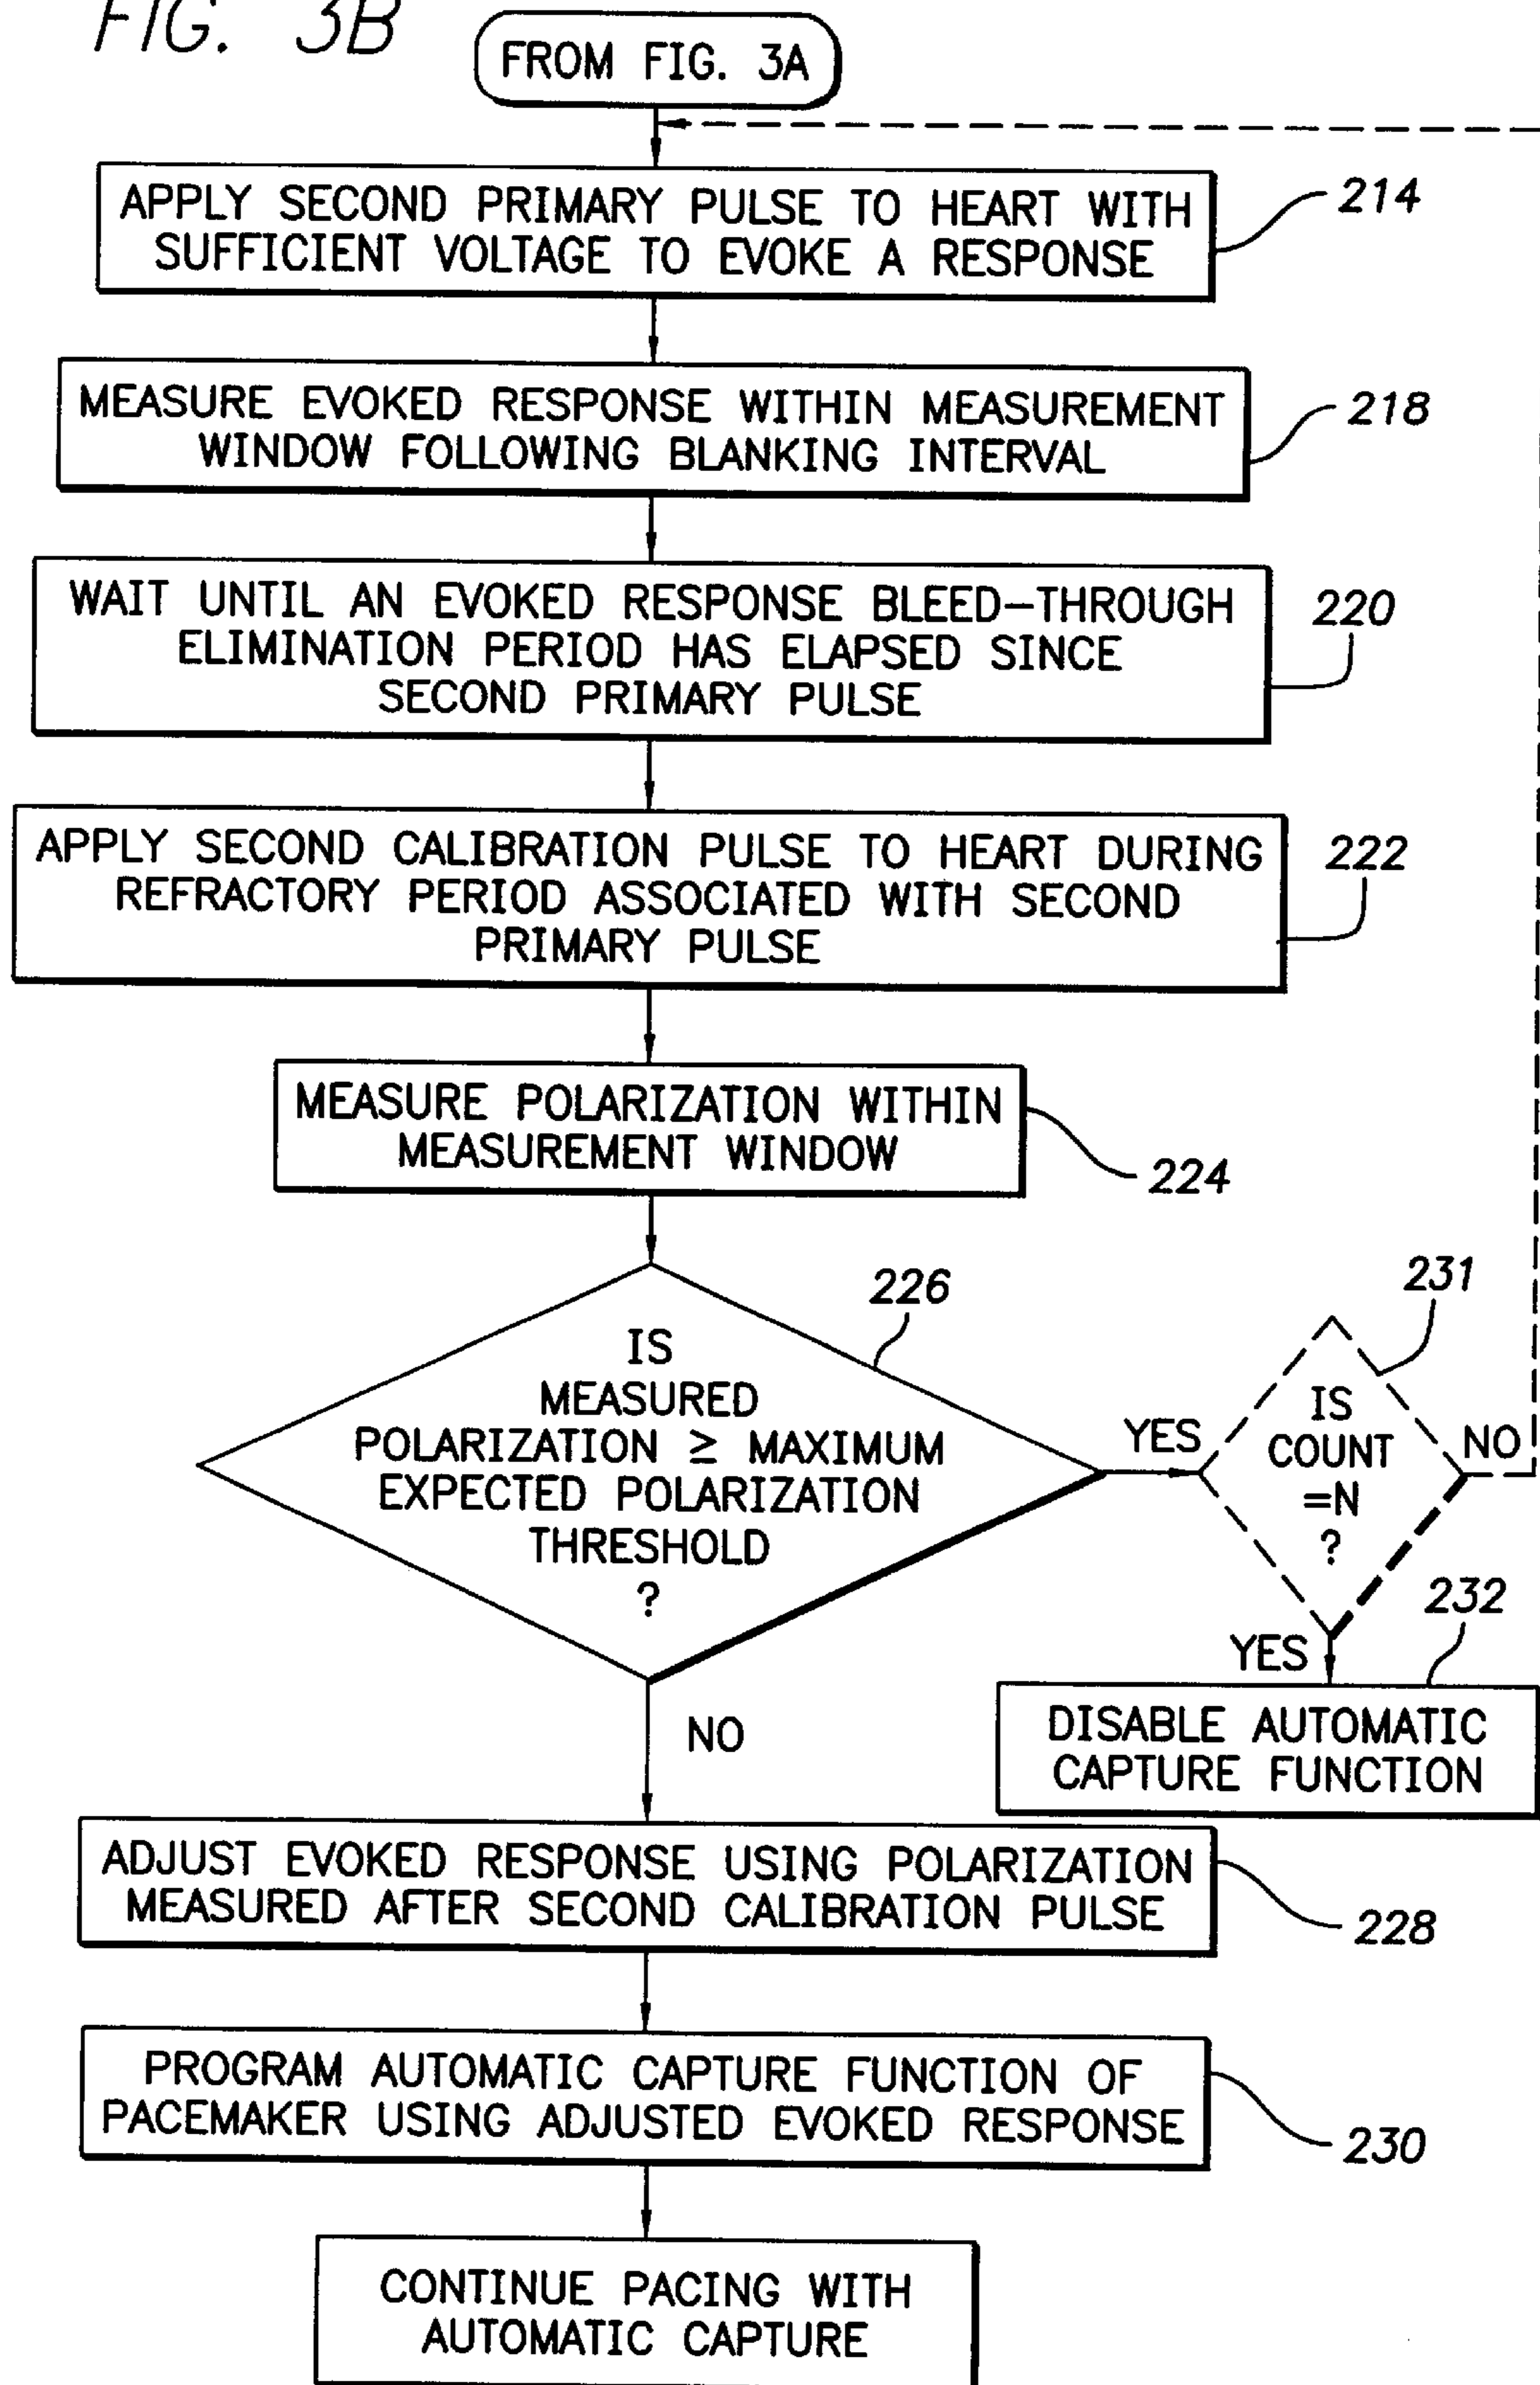 FIG. 3B
FROM FIG. 3A
APPLY SECOND PRIMARY PULSE TO HEART WITH
SUFFICIENT VOLTAGE TO EVOKE A RESPONSE
214
MEASURE EVOKED RESPONSE WITHIN MEASUREMENT
WINDOW FOLLOWING BLANKING INTERVAL
218
WAIT UNTIL AN EVOKED RESPONSE BLEED-THROUGH
ELIMINATION PERIOD HAS ELAPSED SINCE
SECOND PRIMARY PULSE
220
APPLY SECOND CALIBRATION PULSE TO HEART DURING
REFRACTORY PERIOD ASSOCIATED WITH SECOND
PRIMARY PULSE
222
MEASURE POLARIZATION WITHIN
MEASUREMENT WINDOW
224
226
IS
MEASURED
POLARIZATION ≥ MAXIMUM
EXPECTED POLARIZATION
THRESHOLD
?
YES
231
IS
COUNT
=N
?
NO
YES
232
DISABLE AUTOMATIC
CAPTURE FUNCTION
NO
ADJUST EVOKED RESPONSE USING POLARIZATION
MEASURED AFTER SECOND CALIBRATION PULSE
228
PROGRAM AUTOMATIC CAPTURE FUNCTION OF
PACEMAKER USING ADJUSTED EVOKED RESPONSE
230
CONTINUE PACING WITH
AUTOMATIC CAPTURE